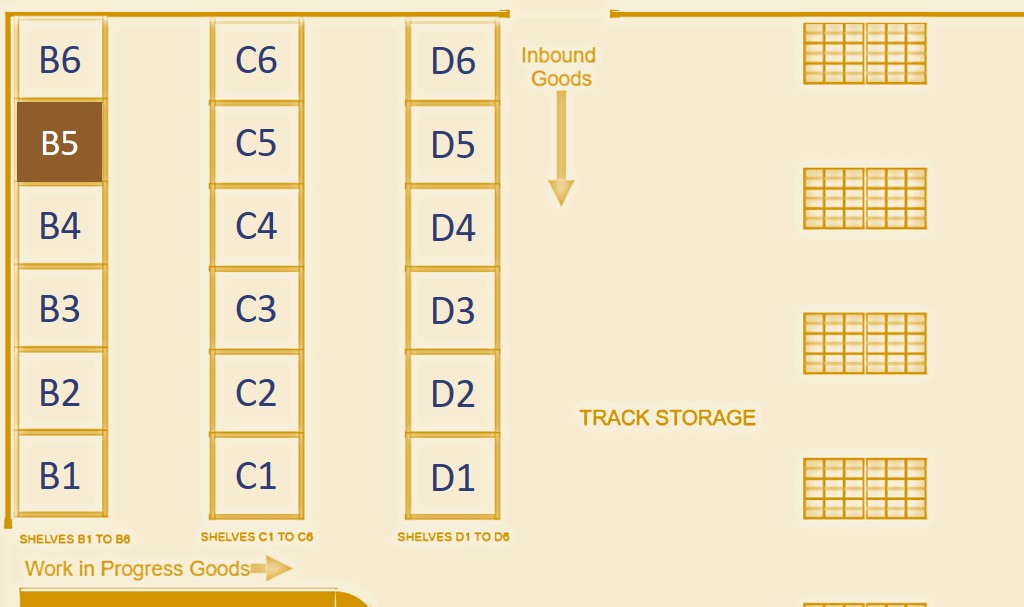 B6 C6 D6
Inbound
Goods
B5 C5 D5
B4 C4 D4
B3 C3 D3
B2 C2 D2
TRACK STORAGE
B1 C1 D1
SHELVES B1 TO B6 SHELVES C1 TO C6 SHELVES D1 TO D6
Work in Progress Goods